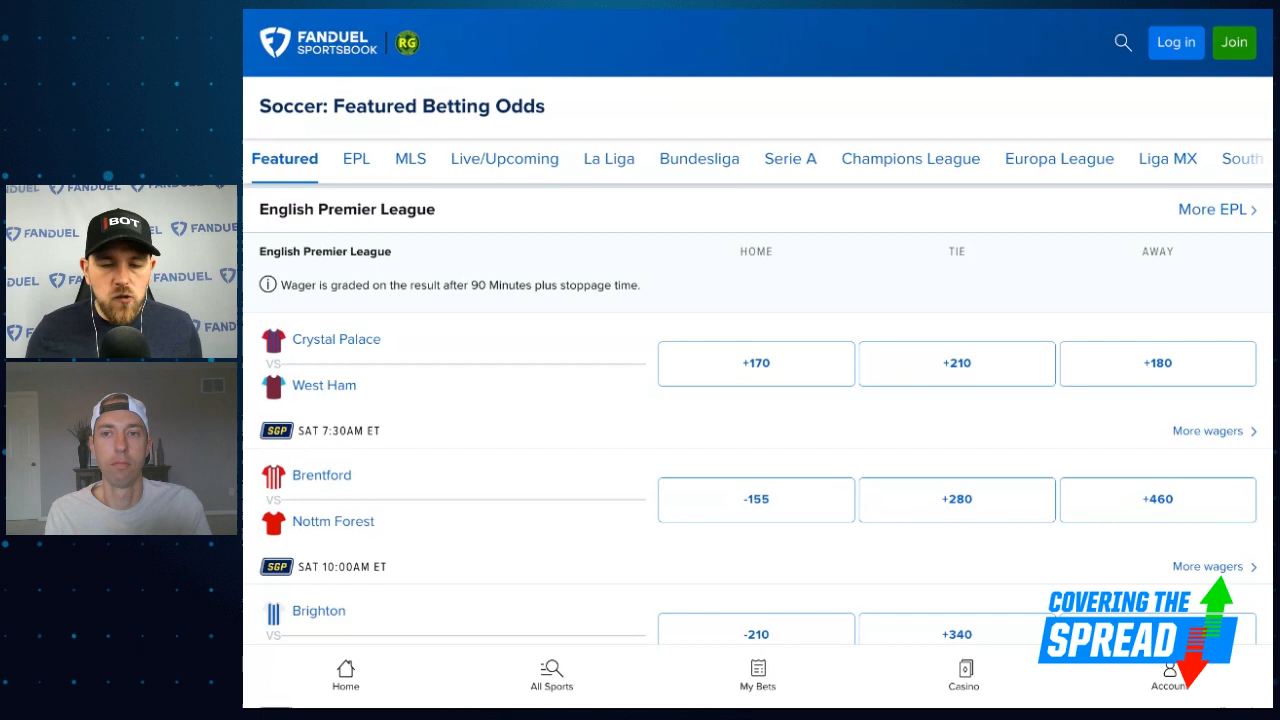 FANDUEL
SPORTSBOOK
RG
Log in
Join
Soccer: Featured Betting Odds
Featured
EPL
MLS
Live/Upcoming
La Liga
Bundesliga
Serie A
Champions League
Europa League
Liga MX
South
English Premier League
More EPL
English Premier League
HOME
TIE
AWAY
Wager is graded on the result after 90 Minutes plus stoppage time.
Crystal Palace
VS
West Ham
+170
+210
+180
SGP SAT 7:30AM ET
More wagers
Brentford
VS
Nottm Forest
-155
+280
+460
SGP SAT 10:00AM ET
More wagers
Brighton
VS
-210
+340
Home
All Sports
My Bets
Casino
Account
COVERING THE
SPREAD
BOT
FANDUEL
FANDUEL
FANDUEL
FANDUEL